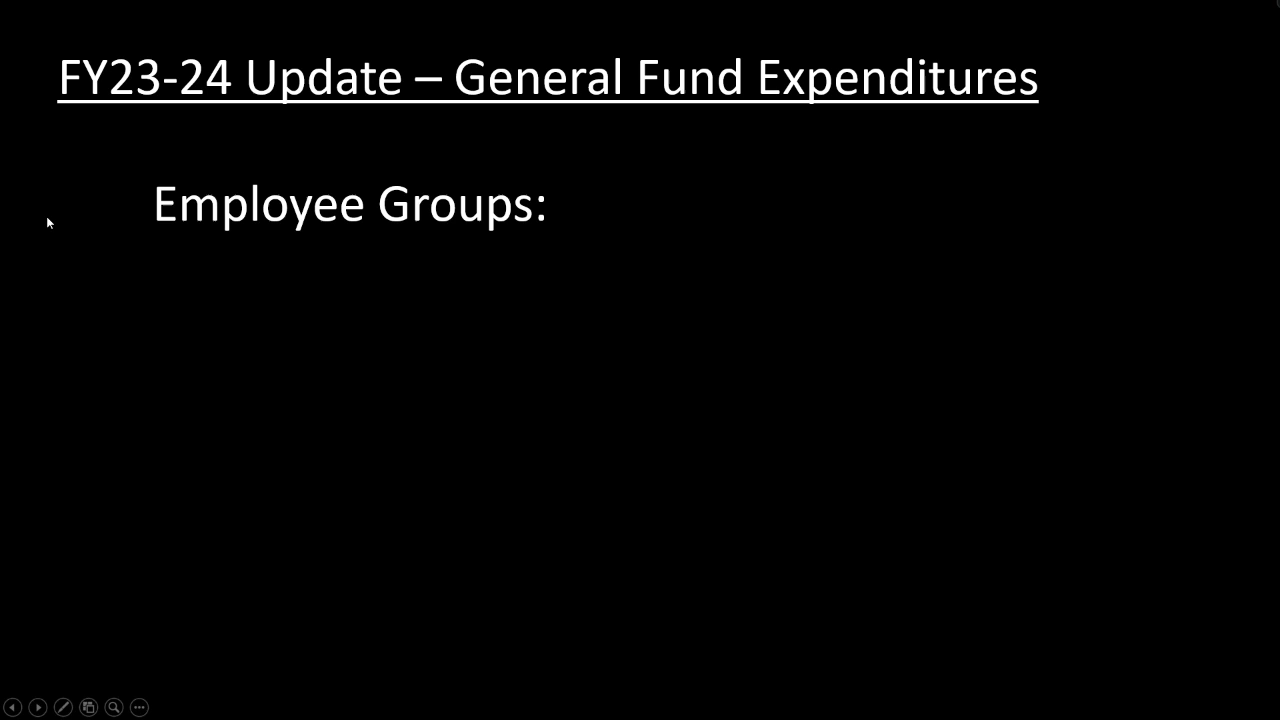 FY23-24 Update – General Fund Expenditures
Employee Groups: